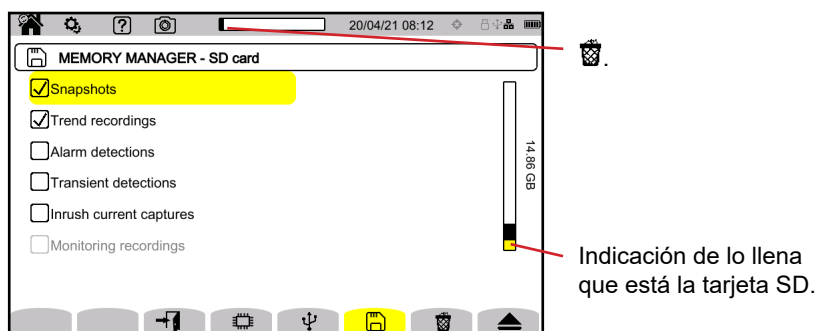 20/04/21 08:12
MEMORY MANAGER - SD card
Snapshots
Trend recordings
Alarm detections
Transient detections
Inrush current captures
Monitoring recordings
14.86 GB
.
Indicación de lo llena
que está la tarjeta SD.